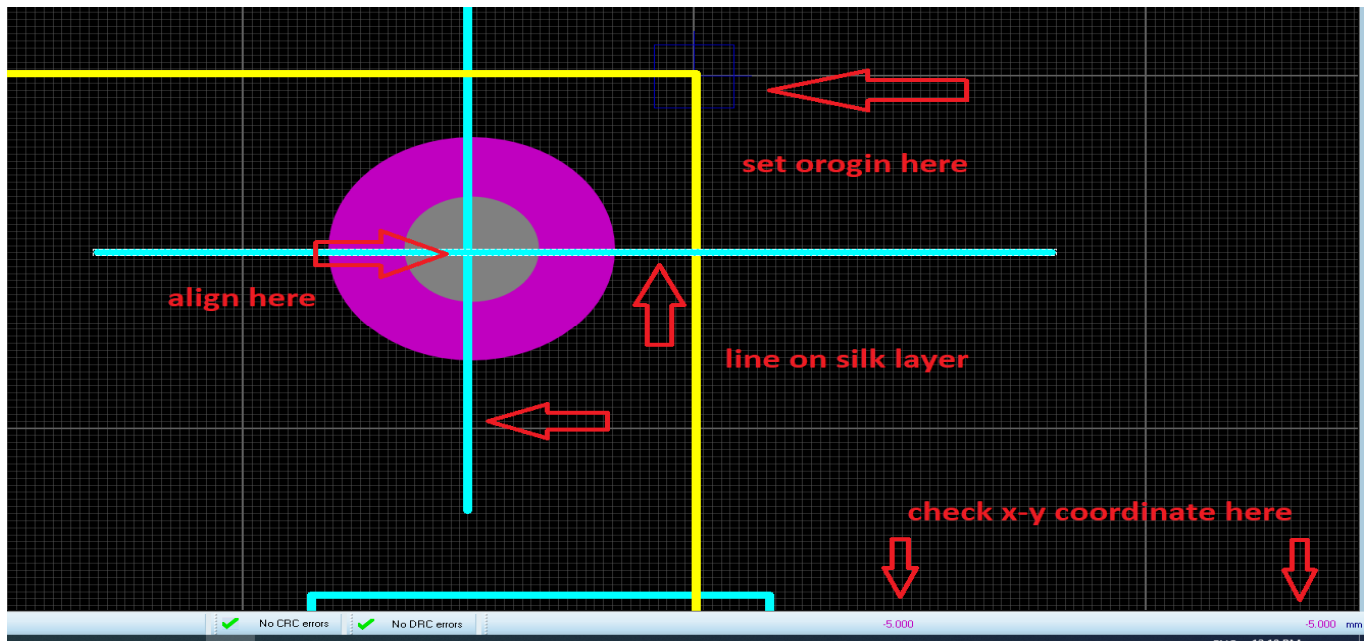 set orogin here
align here
line on silk layer
check x-y coordinate here
No CRC errors
No DRC errors
-5.000
-5.000 mm